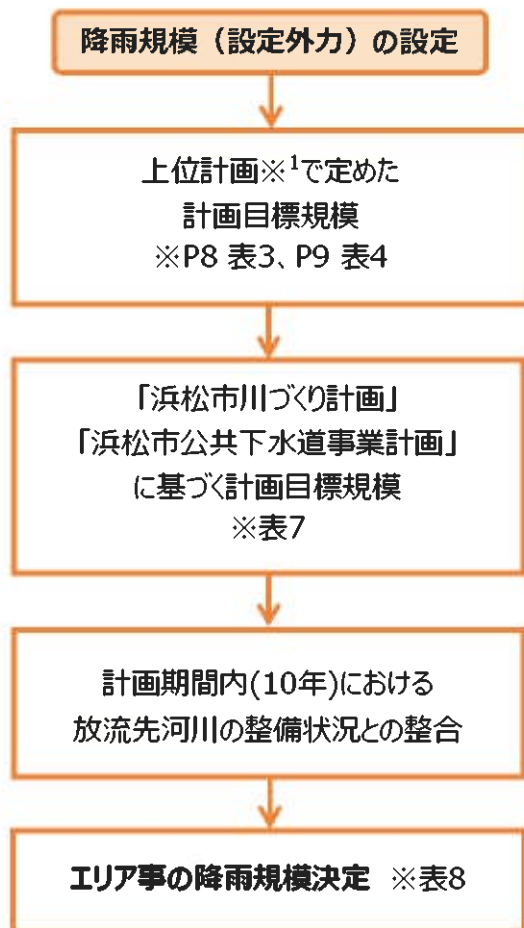 降雨規模（設定外力）の設定
上位計画※1で定めた
計画目標規模
※P8 表3、P9 表4
「浜松市川づくり計画」
「浜松市公共下水道事業計画」
に基づく計画目標規模
※表7
計画期間内(10年)における
放流先河川の整備状況との整合
エリア事の降雨規模決定 ※表8